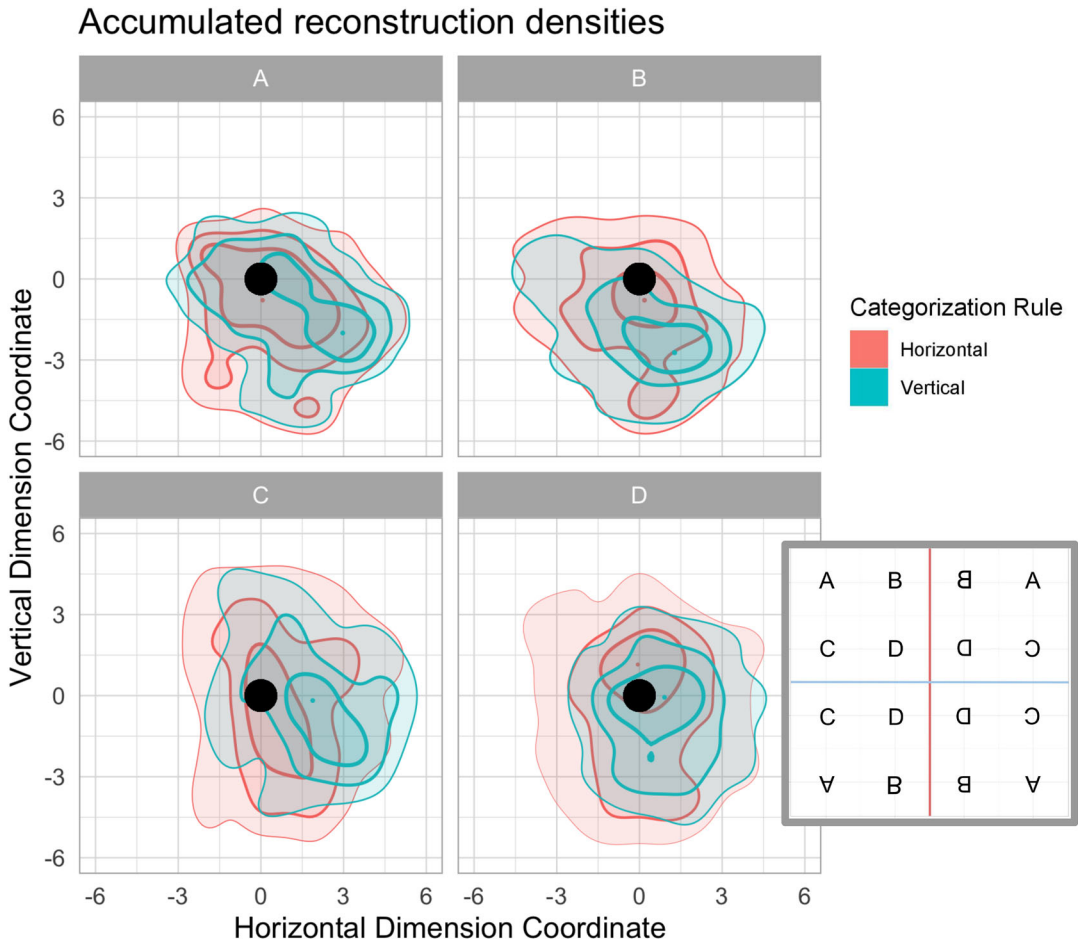 Accumulated reconstruction densities
A
B
6
3
0
-3
-6
Categorization Rule
Horizontal
Vertical
C
D
6
3
0
-3
-6
-6 -3 0 3 6
-6 -3 0 3 6
Horizontal Dimension Coordinate
Vertical Dimension Coordinate
A B ᗺ A
C D ᗡ Ɔ
C D ᗡ Ɔ
∀ B ᗺ ∀